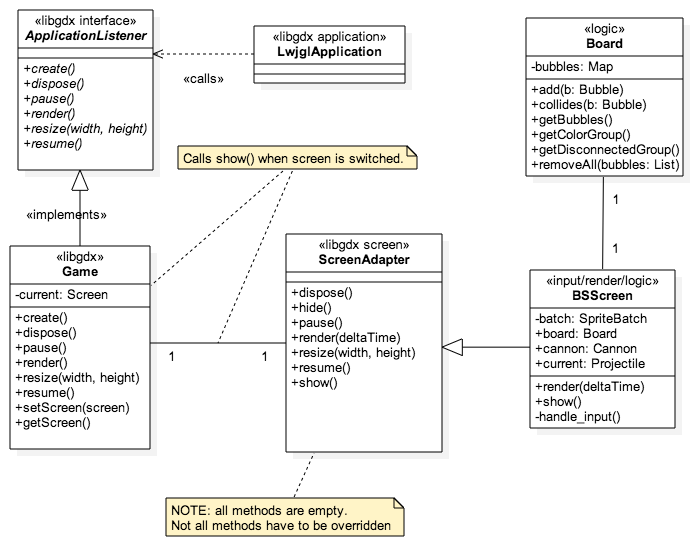 «libgdx interface»
ApplicationListener
+create()
+dispose()
+pause()
+render()
+resize(width, height)
+resume()
«libgdx application»
LwjglApplication
«calls»
«logic»
Board
-bubbles: Map
+add(b: Bubble)
+collides(b: Bubble)
+getBubbles()
+getColorGroup()
+getDisconnectedGroup()
+removeAll(bubbles: List)
Calls show() when screen is switched.
«implements»
1
1
«libgdx»
Game
-current: Screen
+create()
+dispose()
+pause()
+render()
+resize(width, height)
+resume()
+setScreen(screen)
+getScreen()
1
1
«libgdx screen»
ScreenAdapter
+dispose()
+hide()
+pause()
+render(deltaTime)
+resize(width, height)
+resume()
+show()
«input/render/logic»
BSScreen
-batch: SpriteBatch
+board: Board
+cannon: Cannon
+current: Projectile
+render(deltaTime)
+show()
-handle_input()
NOTE: all methods are empty.
Not all methods have to be overridden